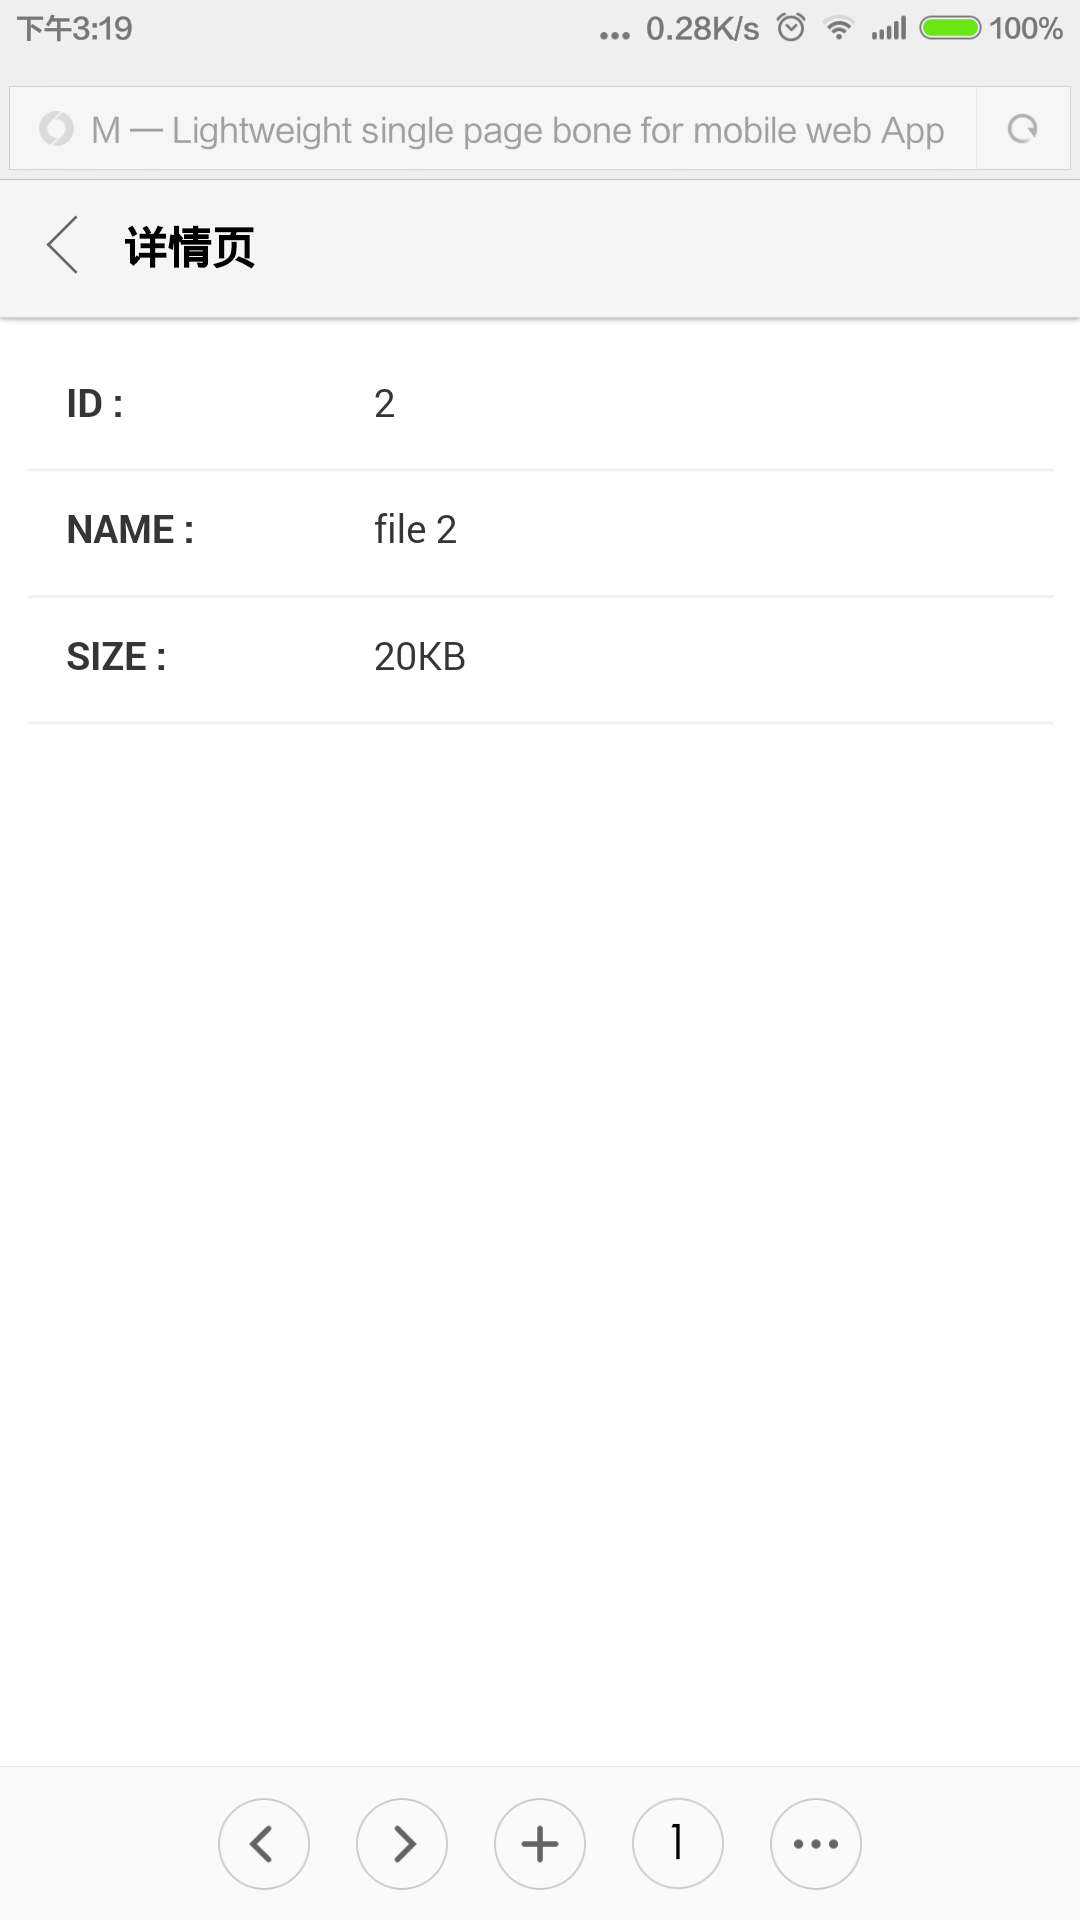 下午3:19 ... 0.28K/s 100%
M — Lightweight single page bone for mobile web App
详情页
ID : 2
NAME : file 2
SIZE : 20KB
1